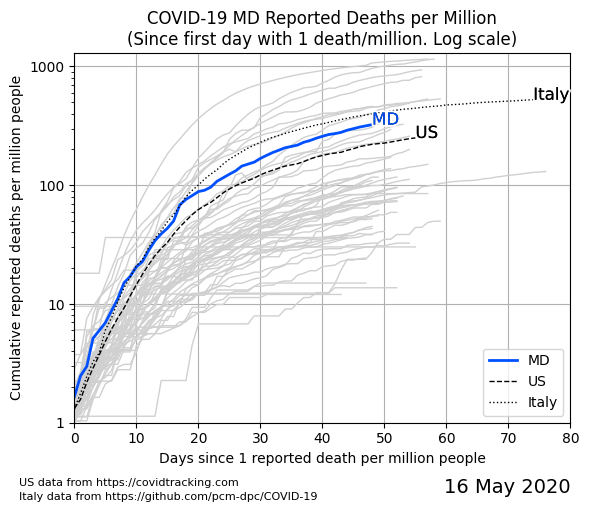 COVID-19 MD Reported Deaths per Million
(Since first day with 1 death/million. Log scale)
Cumulative reported deaths per million people
1000
100
10
1
Italy
MD
US
MD
US
Italy
0 10 20 30 40 50 60 70 80
Days since 1 reported death per million people
US data from https://covidtracking.com
Italy data from https://github.com/pcm-dpc/COVID-19
16 May 2020